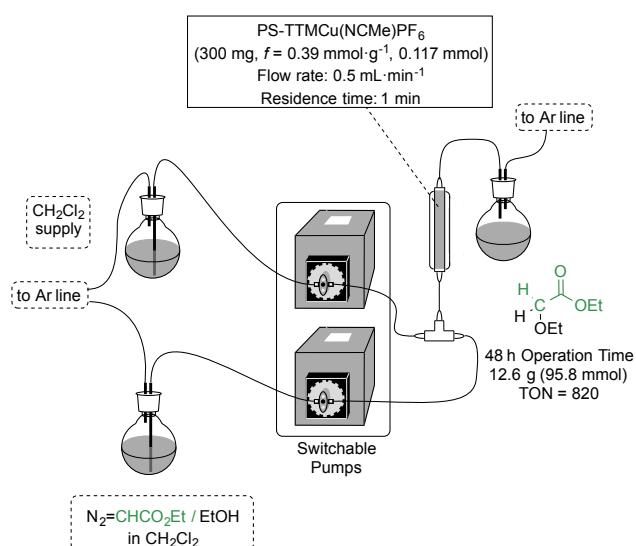 PS-TTMCu(NCMe)PF₆
(300 mg, f = 0.39 mmol·g⁻¹, 0.117 mmol)
Flow rate: 0.5 mL·min⁻¹
Residence time: 1 min
to Ar line
CH₂Cl₂
supply
to Ar line
H
H
C
O
OEt
OEt
48 h Operation Time
12.6 g (95.8 mmol)
TON = 820
Switchable
Pumps
N₂=CHCO₂Et / EtOH
in CH₂Cl₂